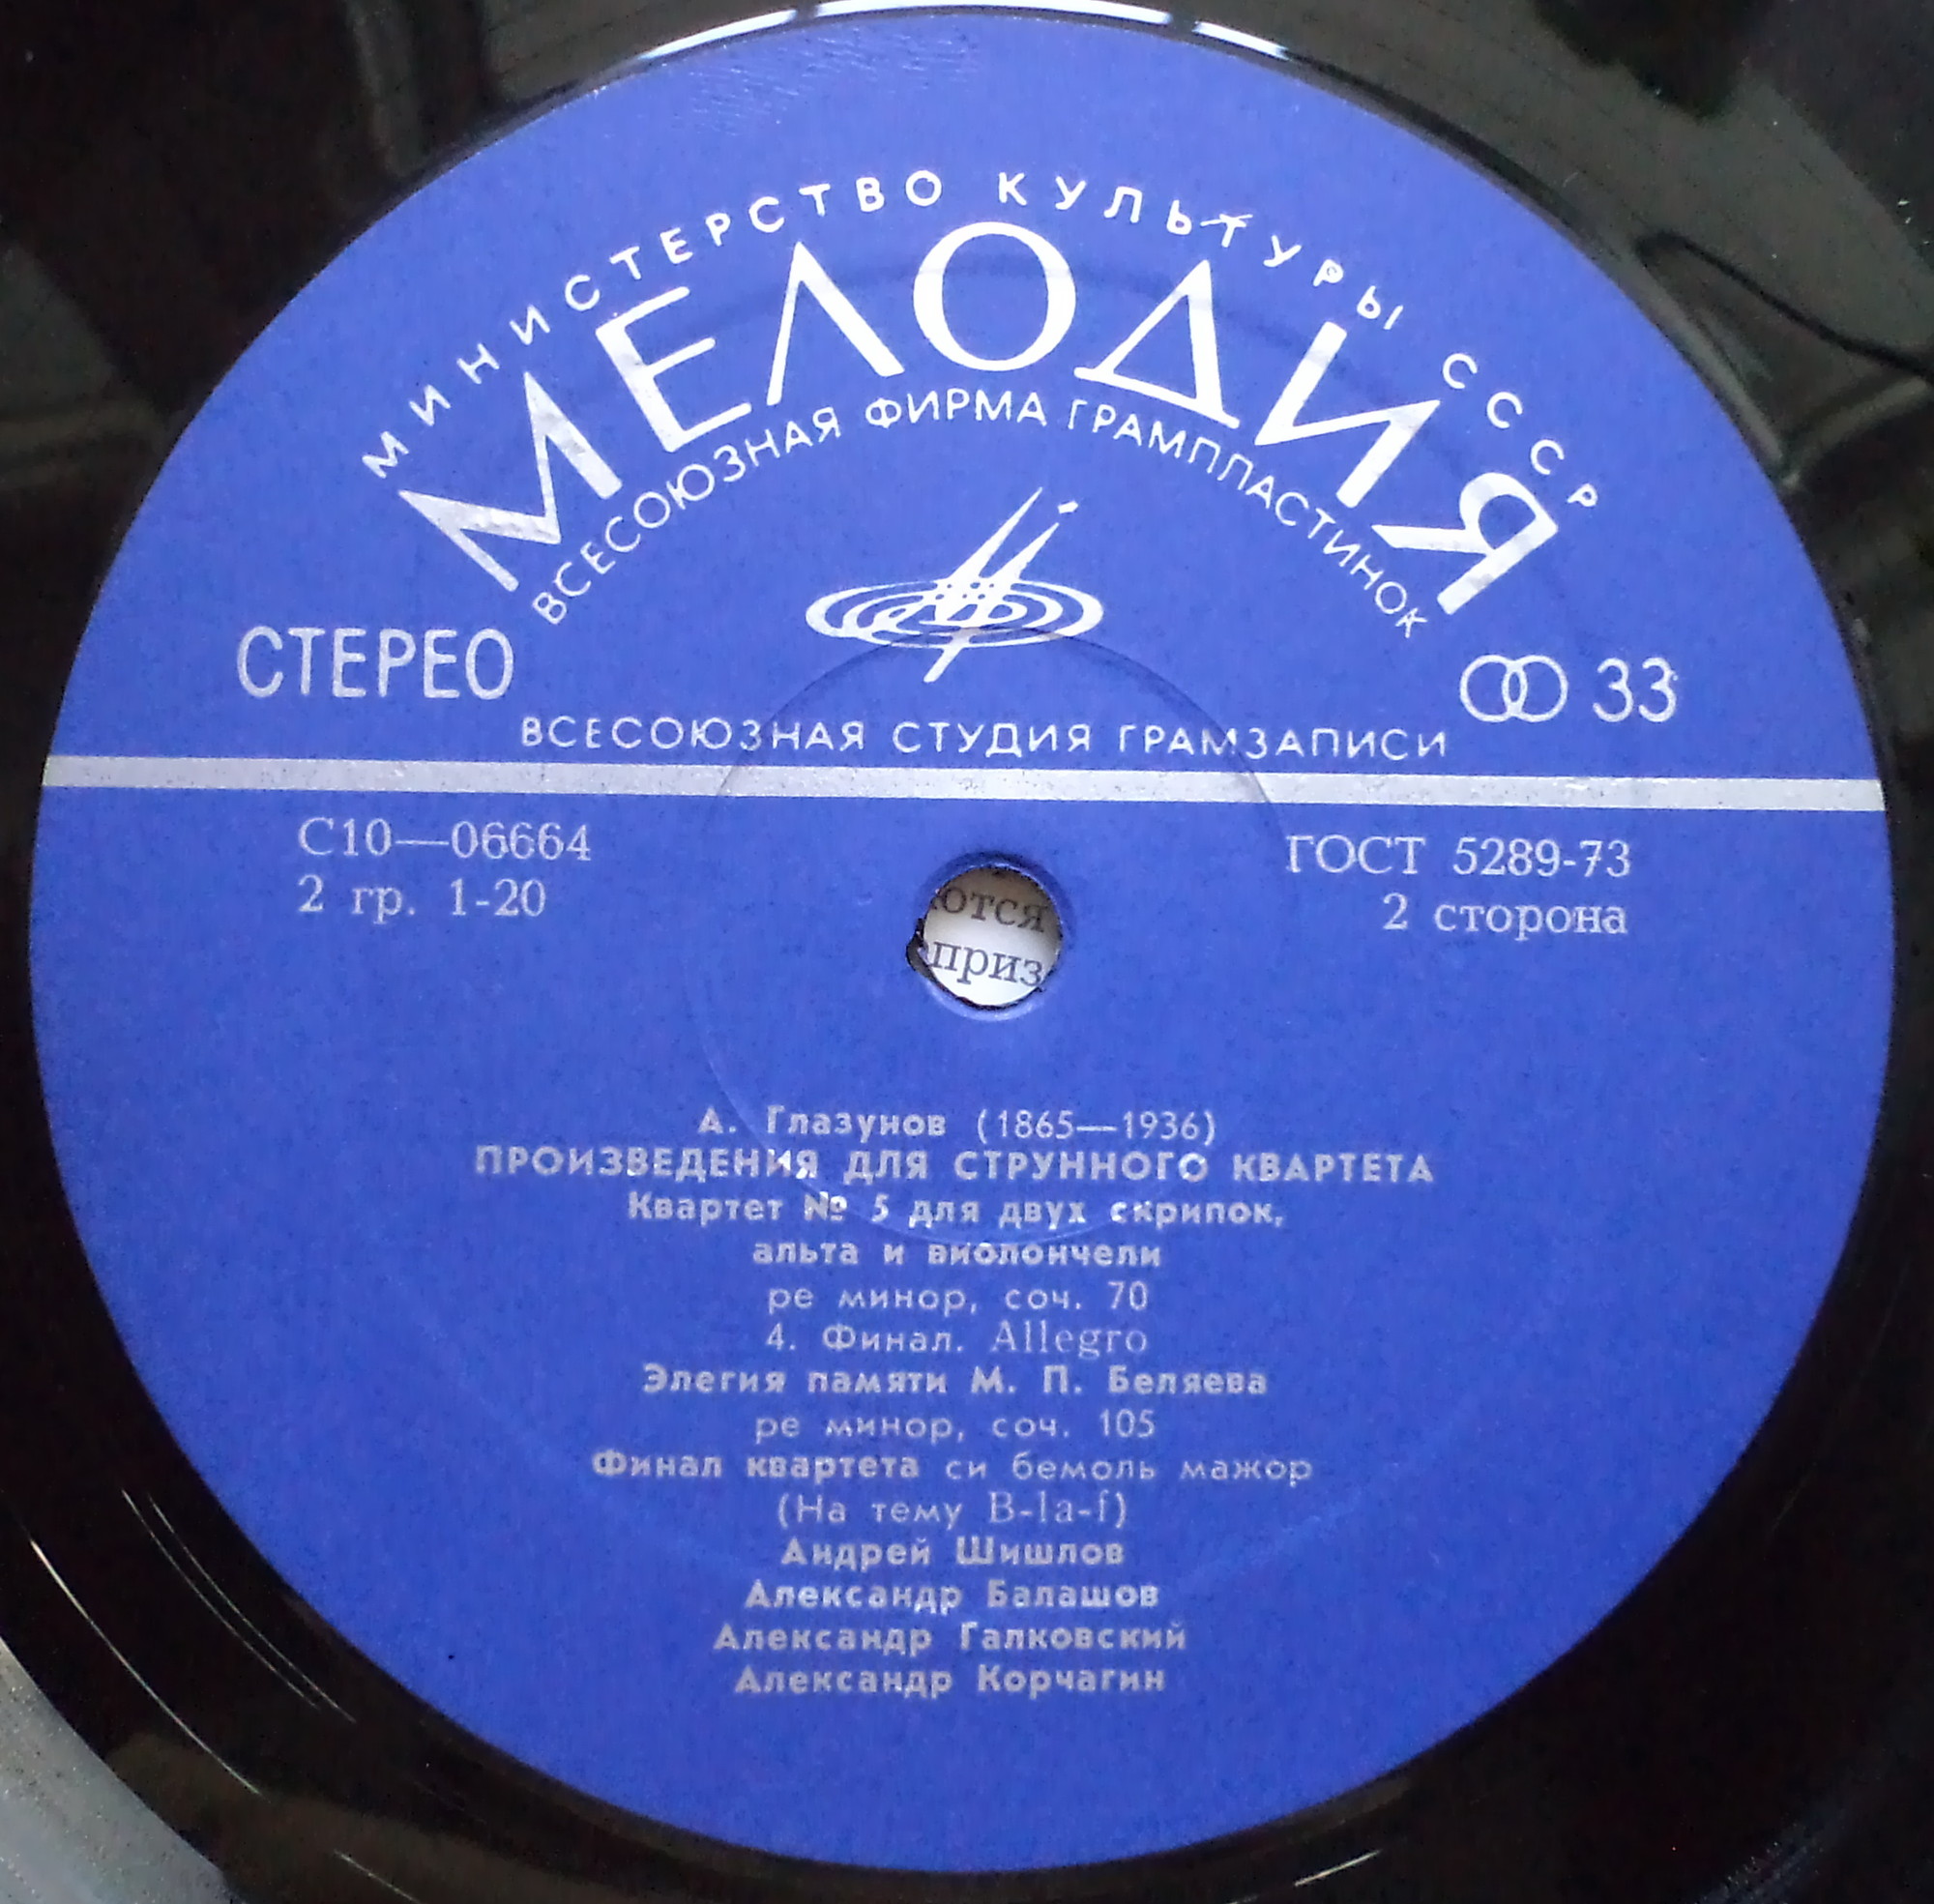 МИНИСТЕРСТВО КУЛЬТУРЫ СССР
МЕЛОДИЯ
ВСЕСОЮЗНАЯ ФИРМА ГРАМПЛАСТИНОК
СТЕРЕО
33
ВСЕСОЮЗНАЯ СТУДИЯ ГРАМЗАПИСИ
С10—06664
ГОСТ 5289-73
2 гр. 1-20
2 сторона
ются
приз
А. Глазунов (1865—1936)
ПРОИЗВЕДЕНИЯ ДЛЯ СТРУННОГО КВАРТЕТА
Квартет № 5 для двух скрипок,
альта и виолончели
ре минор, соч. 70
4. Финал. Allegro
Элегия памяти М. П. Беляева
ре минор, соч. 105
Финал квартета си бемоль мажор
(На тему B-la-f)
Андрей Шишлов
Александр Балашов
Александр Галковский
Александр Корчагин